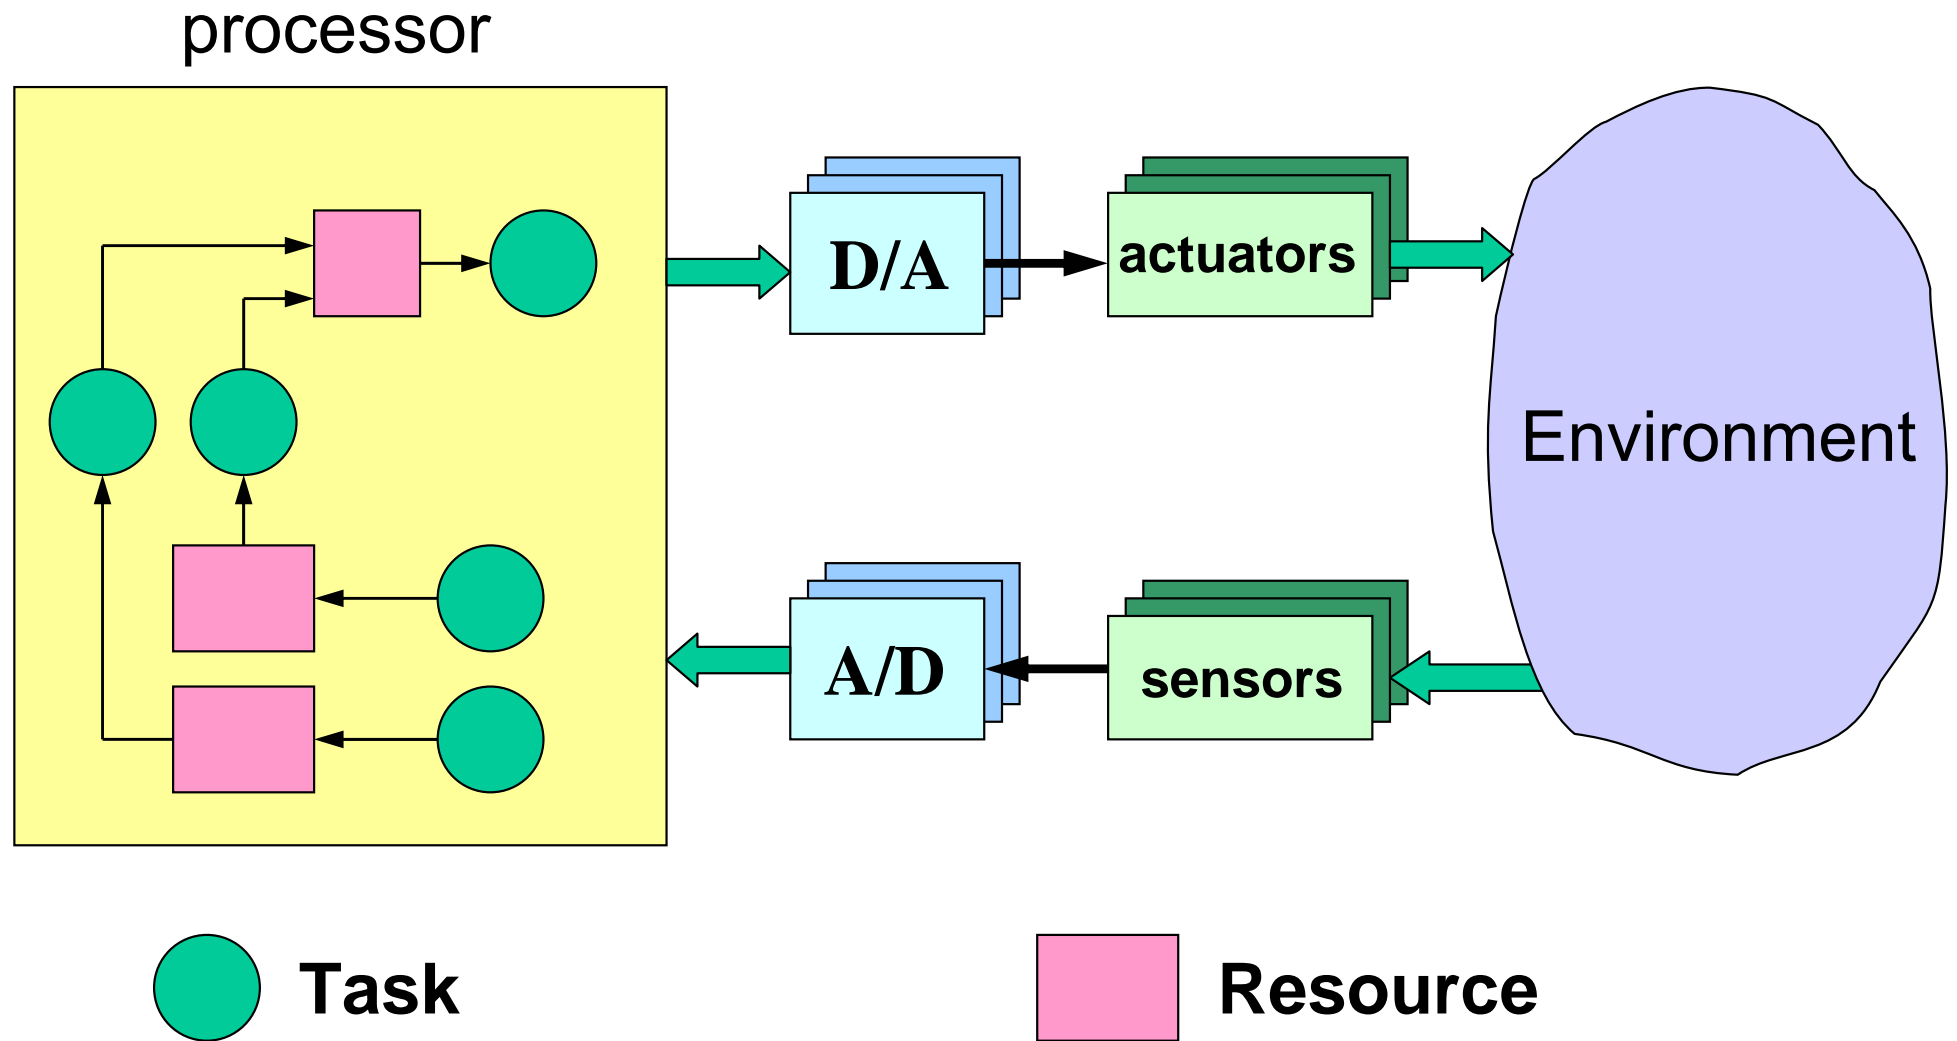 processor
D/A
actuators
Environment
A/D
sensors
Task
Resource